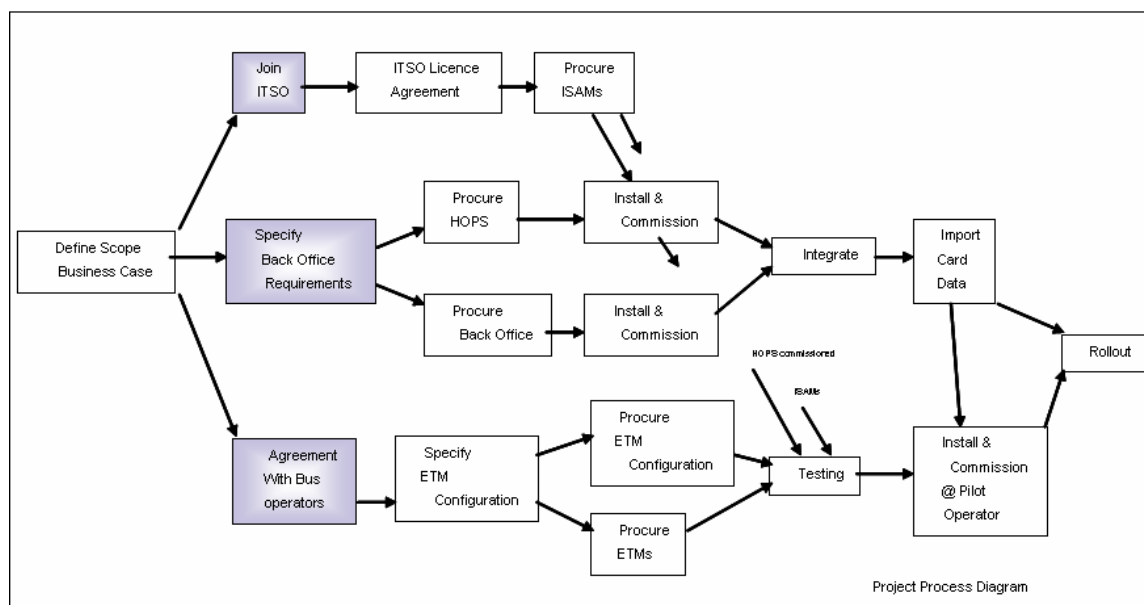 Join
ITSO
ITSO Licence
Agreement
Procure
ISAMs
Procure
HOPS
Install &
Commission
Define Scope
Business Case
Specify
Back Office
Requirements
Integrate
Import
Card
Data
Procure
Back Office
Install &
Commission
Rollout
HOPS commissioned
ISAMs
Agreement
With Bus
operators
Specify
ETM
Configuration
Procure
ETM
Configuration
Testing
Install &
Commission
@ Pilot
Operator
Procure
ETMs
Project Process Diagram